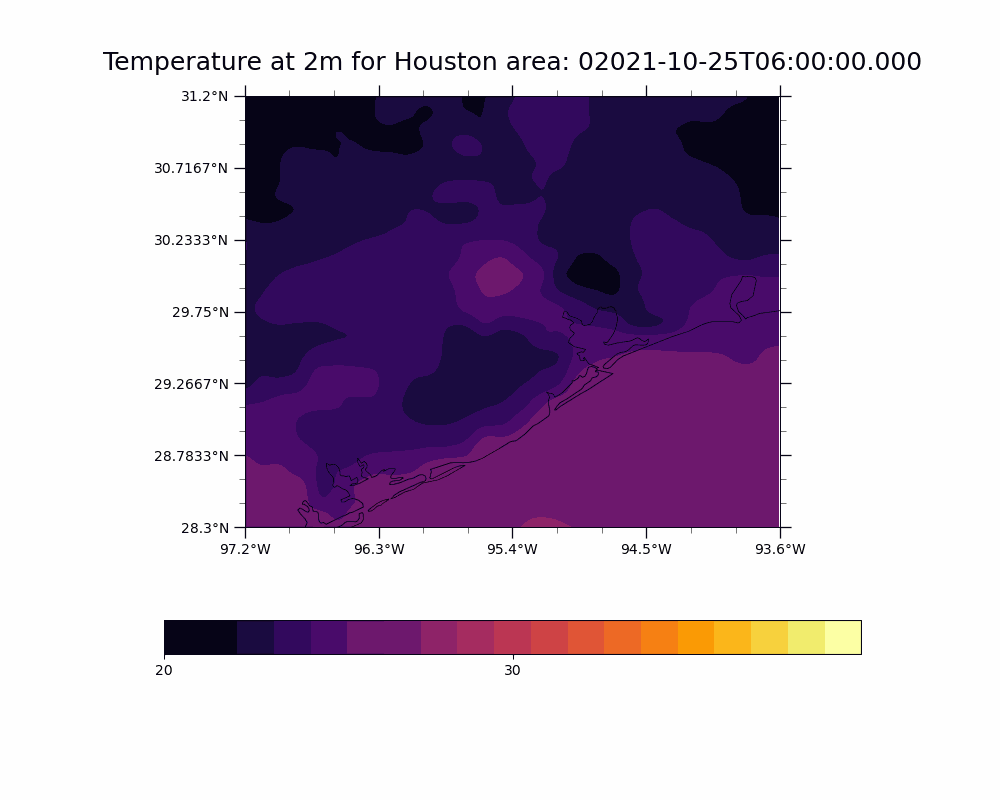 Temperature at 2m for Houston area: 02021-10-25T06:00:00.000
31.2°N
30.7167°N
30.2333°N
29.75°N
29.2667°N
28.7833°N
28.3°N
97.2°W 96.3°W 95.4°W 94.5°W 93.6°W
20 30